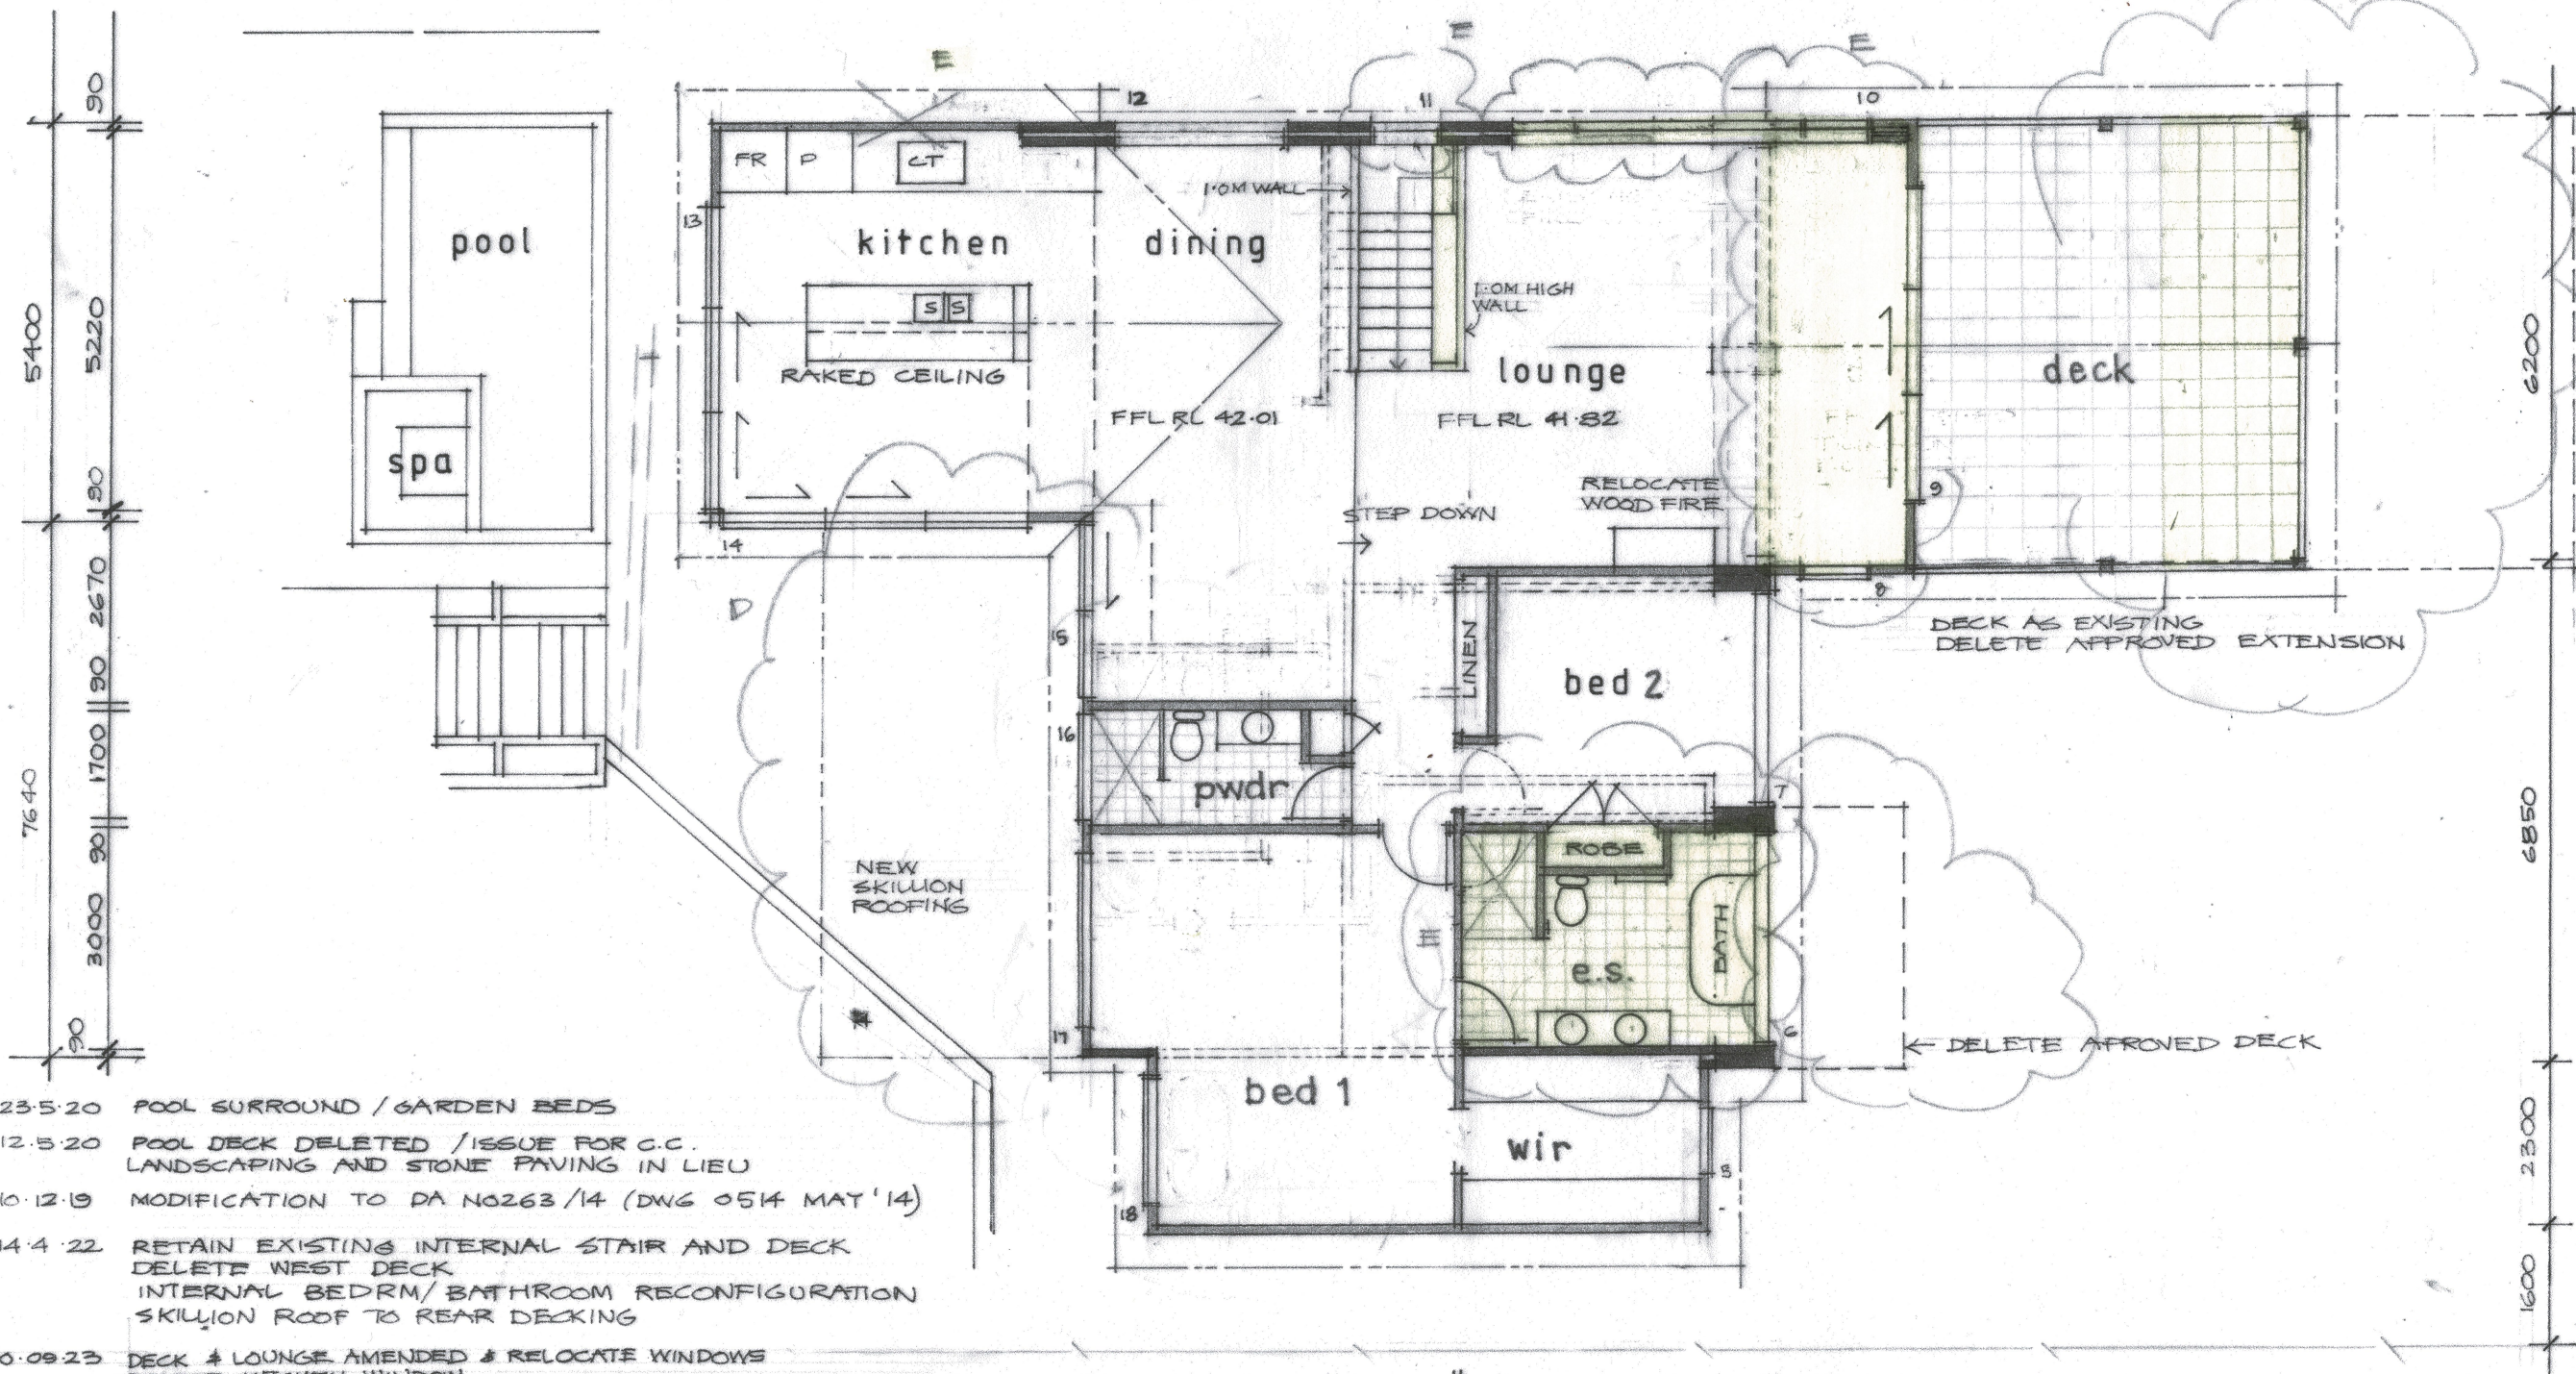 E
E
E
90
12
11
10
FR
P
CT
1.0M WALL
13
pool
kitchen
dining
S
S
1.0M HIGH
WALL
5400
5220
6200
RAKED CEILING
lounge
deck
FFL RL 42.01
FFL RL 41.82
spa
90
RELOCATE
WOOD FIRE
9
STEP DOWN
14
2670
D
15
8
DECK AS EXISTING
DELETE APPROVED EXTENSION
LINEN
bed 2
90
16
1700
pwdr
7
7640
90
6850
ROBE
NEW
SKILLION
ROOFING
3000
BATH
e.s.
90
17
6
DELETE APROVED DECK
bed 1
23.5.20 POOL SURROUND / GARDEN BEDS
12.5.20 POOL DECK DELETED / ISSUE FOR C.C.
LANDSCAPING AND STONE PAVING IN LIEU
wir
5
2300
10.12.19 MODIFICATION TO DA NO263/14 (DWG 0514 MAY '14)
18
14.4.22 RETAIN EXISTING INTERNAL STAIR AND DECK
DELETE WEST DECK
INTERNAL BEDRM/BATHROOM RECONFIGURATION
SKILLION ROOF TO REAR DECKING
1600
0.09.23 DECK & LOUNGE AMENDED & RELOCATE WINDOWS